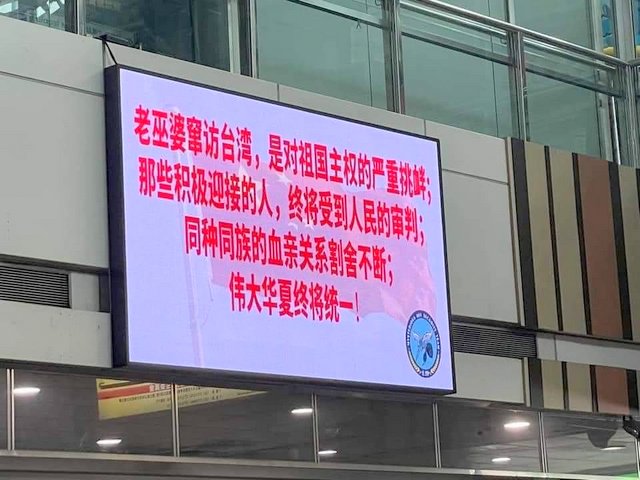 老巫婆窜访台湾，是对祖国主权的严重挑衅；
那些积极迎接的人，终将受到人民的审判；
同种同族的血亲关系割舍不断；
伟大华夏终将统一！